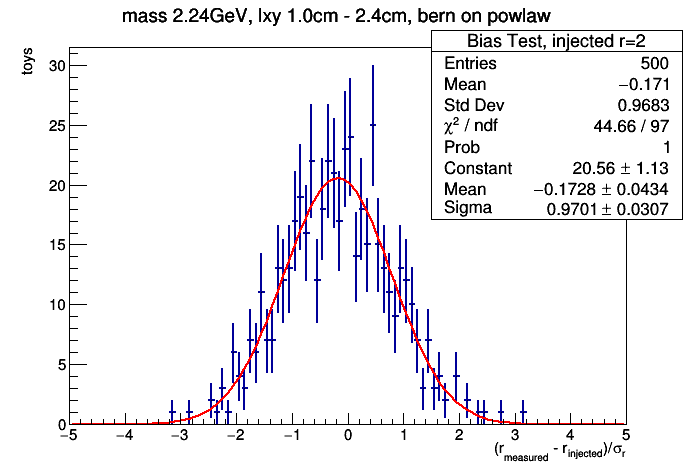 mass 2.24GeV, lxy 1.0cm - 2.4cm, bern on powlaw
Bias Test, injected r=2
Entries 500
Mean −0.171
Std Dev 0.9683
χ² / ndf 44.66 / 97
Prob 1
Constant 20.56 ± 1.13
Mean −0.1728 ± 0.0434
Sigma 0.9701 ± 0.0307
toys
30
25
20
15
10
5
0
−5 −4 −3 −2 −1 0 1 2 3 4 5
(r_measured - r_injected)/σ_r